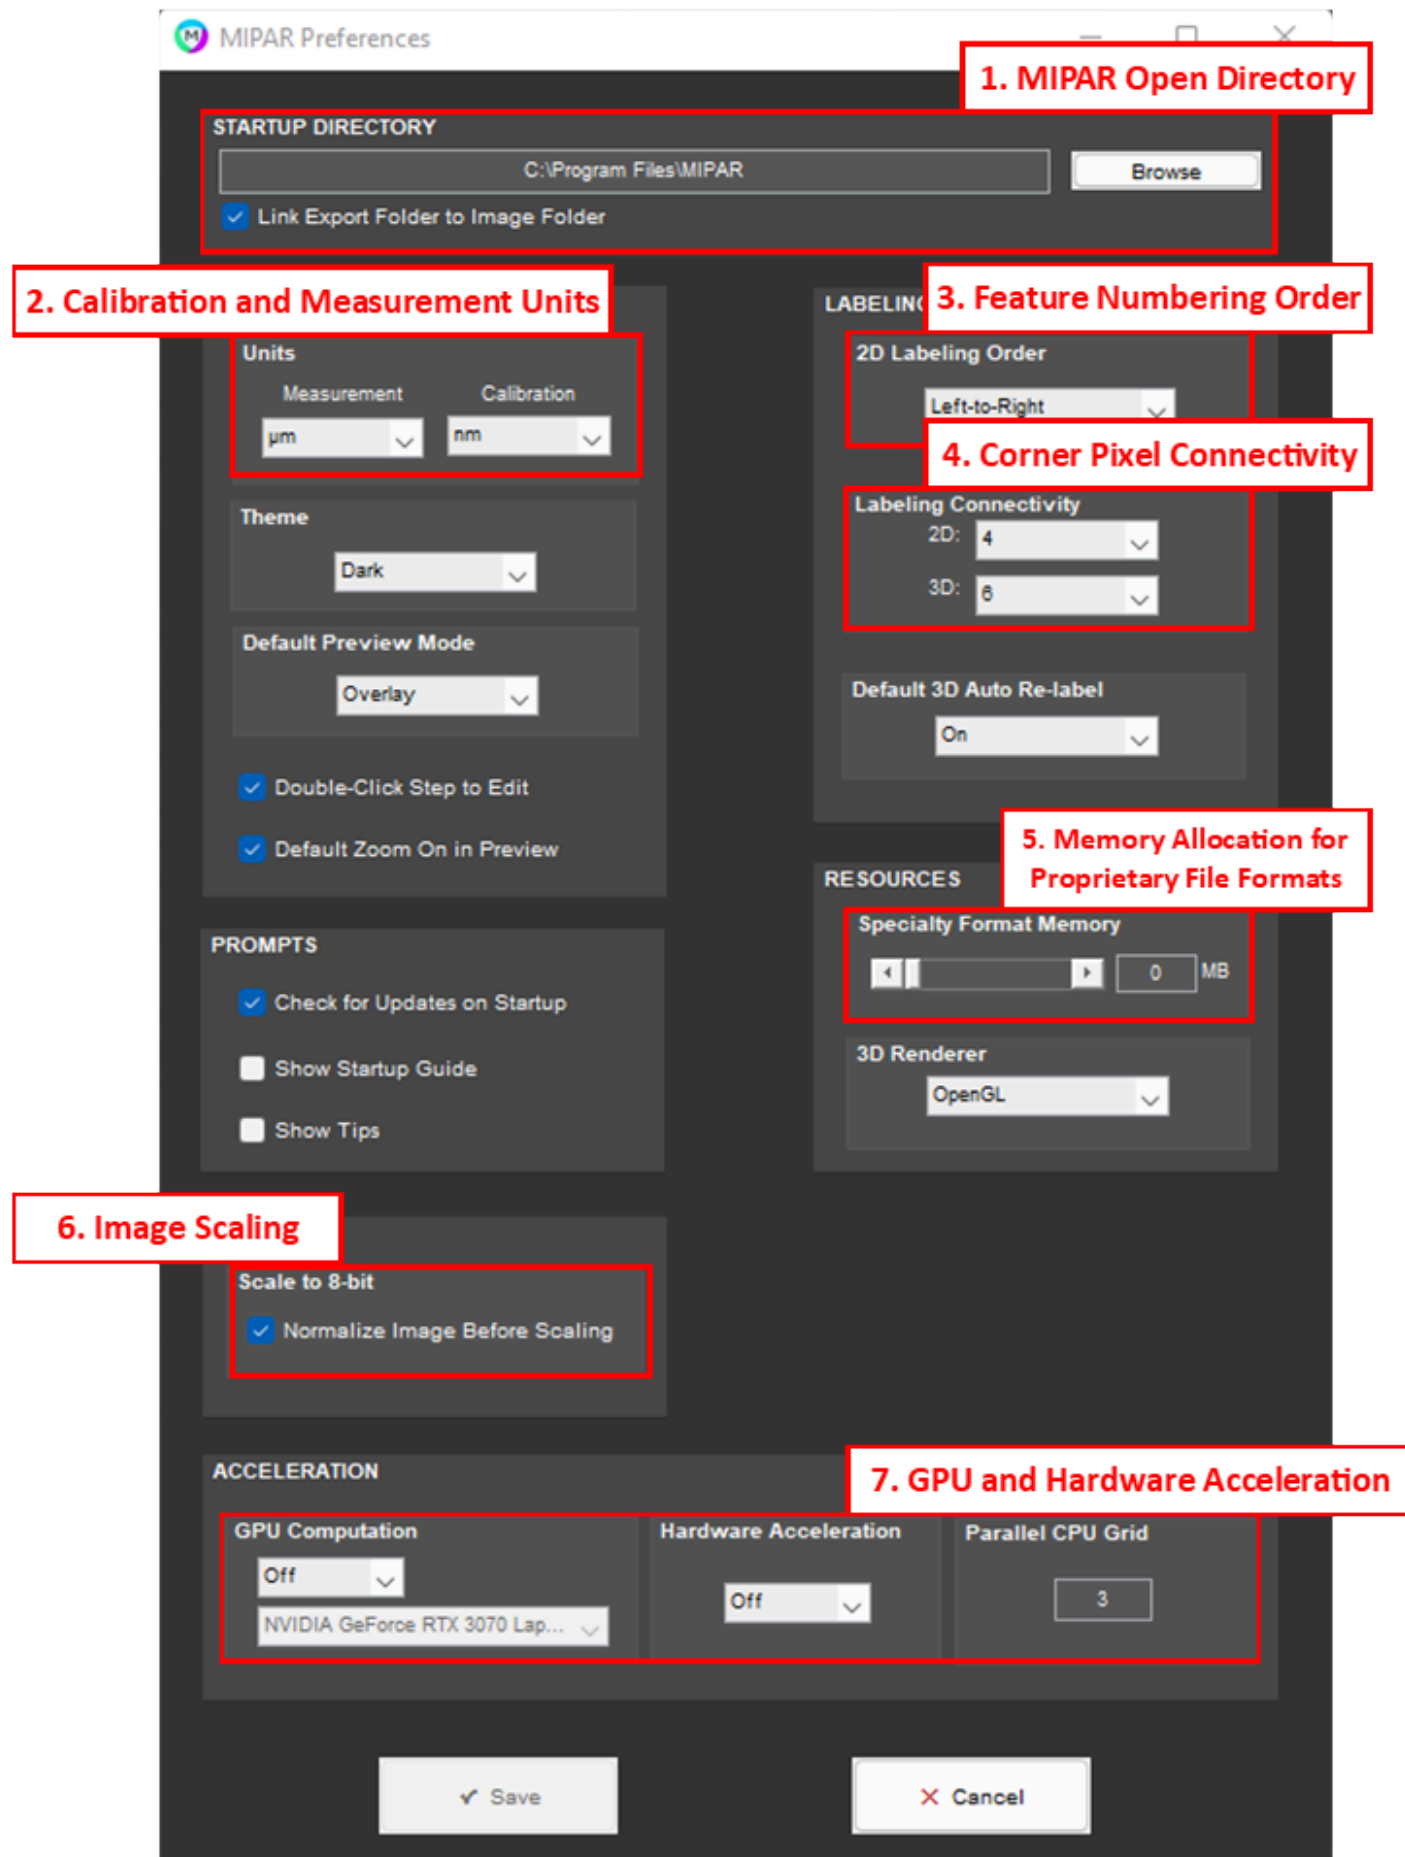 MIPAR Preferences
1. MIPAR Open Directory
STARTUP DIRECTORY
C:\Program Files\MIPAR
Browse
Link Export Folder to Image Folder
2. Calibration and Measurement Units
Units
Measurement Calibration
µm nm
Theme
Dark
Default Preview Mode
Overlay
Double-Click Step to Edit
Default Zoom On in Preview
PROMPTS
Check for Updates on Startup
Show Startup Guide
Show Tips
6. Image Scaling
Scale to 8-bit
Normalize Image Before Scaling
3. Feature Numbering Order
2D Labeling Order
Left-to-Right
4. Corner Pixel Connectivity
Labeling Connectivity
2D: 4
3D: 6
Default 3D Auto Re-label
On
5. Memory Allocation for
Proprietary File Formats
RESOURCES
Specialty Format Memory
0 MB
3D Renderer
OpenGL
ACCELERATION
7. GPU and Hardware Acceleration
GPU Computation
Off
NVIDIA GeForce RTX 3070 Lap...
Hardware Acceleration
Off
Parallel CPU Grid
3
Save
Cancel